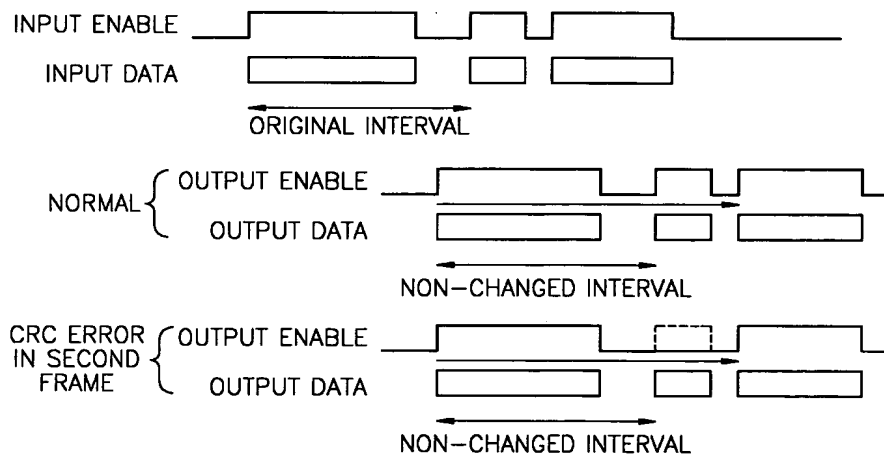 INPUT ENABLE
INPUT DATA
ORIGINAL INTERVAL
NORMAL
OUTPUT ENABLE
OUTPUT DATA
NON-CHANGED INTERVAL
CRC ERROR
IN SECOND
FRAME
OUTPUT ENABLE
OUTPUT DATA
NON-CHANGED INTERVAL